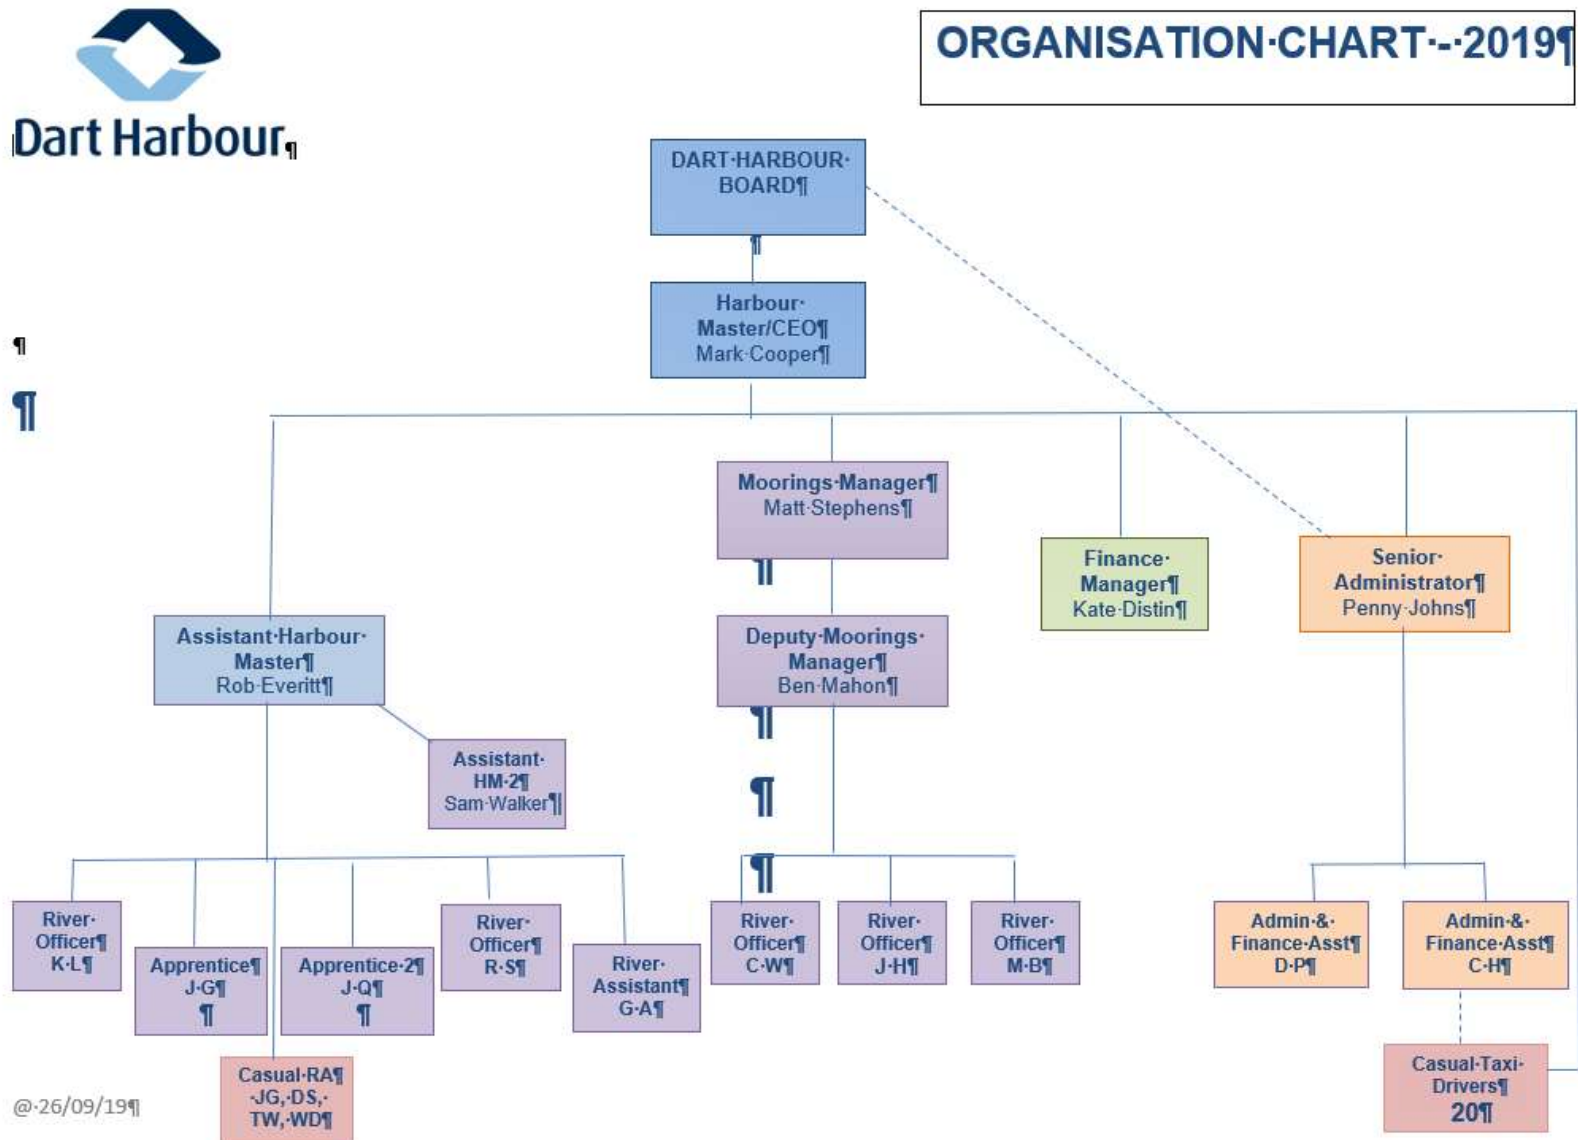 Dart Harbour¶
ORGANISATION·CHART·-·2019¶
DART·HARBOUR·
BOARD¶
¶
Harbour·
Master/CEO¶
Mark·Cooper¶
¶
¶
Moorings·Manager¶
Matt·Stephens¶
¶
Finance·
Manager¶
Kate·Distin¶
Senior·
Administrator¶
Penny·Johns¶
Assistant·Harbour·
Master¶
Rob·Everitt¶
Deputy·Moorings·
Manager¶
Ben·Mahon¶
¶
Assistant·
HM·2¶
Sam·Walker¶
¶
¶
River·
Officer¶
K·L¶
Apprentice¶
J·G¶
¶
Apprentice·2¶
J·Q¶
¶
River·
Officer¶
R·S¶
River·
Assistant¶
G·A¶
River·
Officer¶
C·W¶
River·
Officer¶
J·H¶
River·
Officer¶
M·B¶
Admin·&·
Finance·Asst¶
D·P¶
Admin·&·
Finance·Asst¶
C·H¶
Casual·RA¶
·JG,·DS,·
TW,·WD¶
Casual·Taxi·
Drivers¶
20¶
@·26/09/19¶